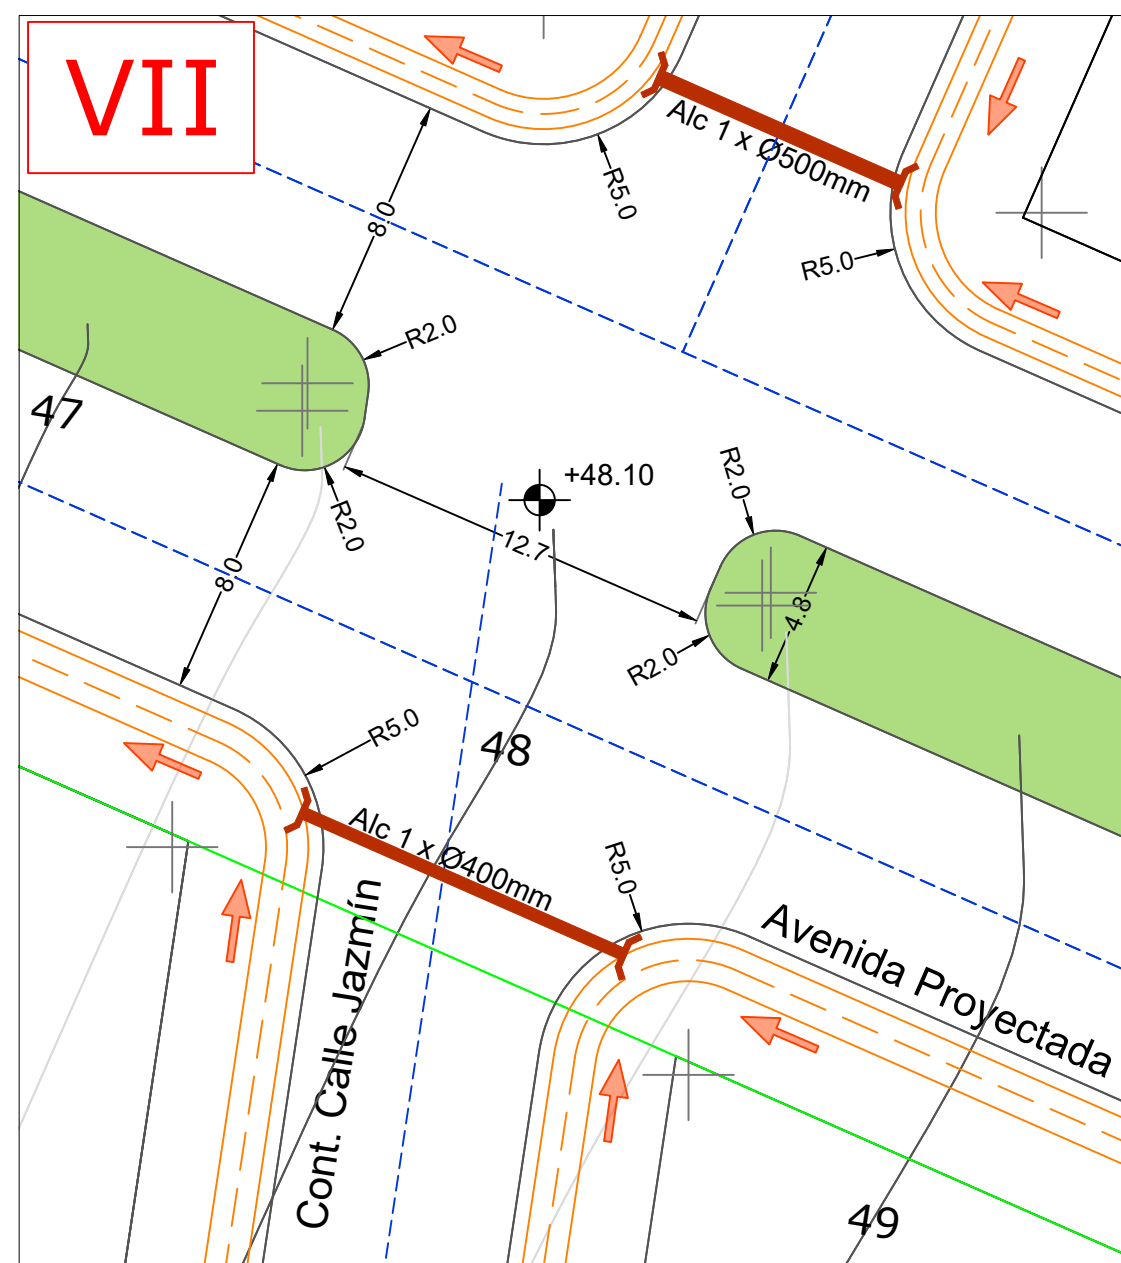 VII
Alc 1 x Ø500mm
R5.0
8.0
R5.0
R2.0
47
+48.10
R2.0
R2.0
12.7
8.0
4.8
R2.0
R5.0
48
Alc 1 x Ø400mm
R5.0
Avenida Proyectada
Cont. Calle Jazmín
49